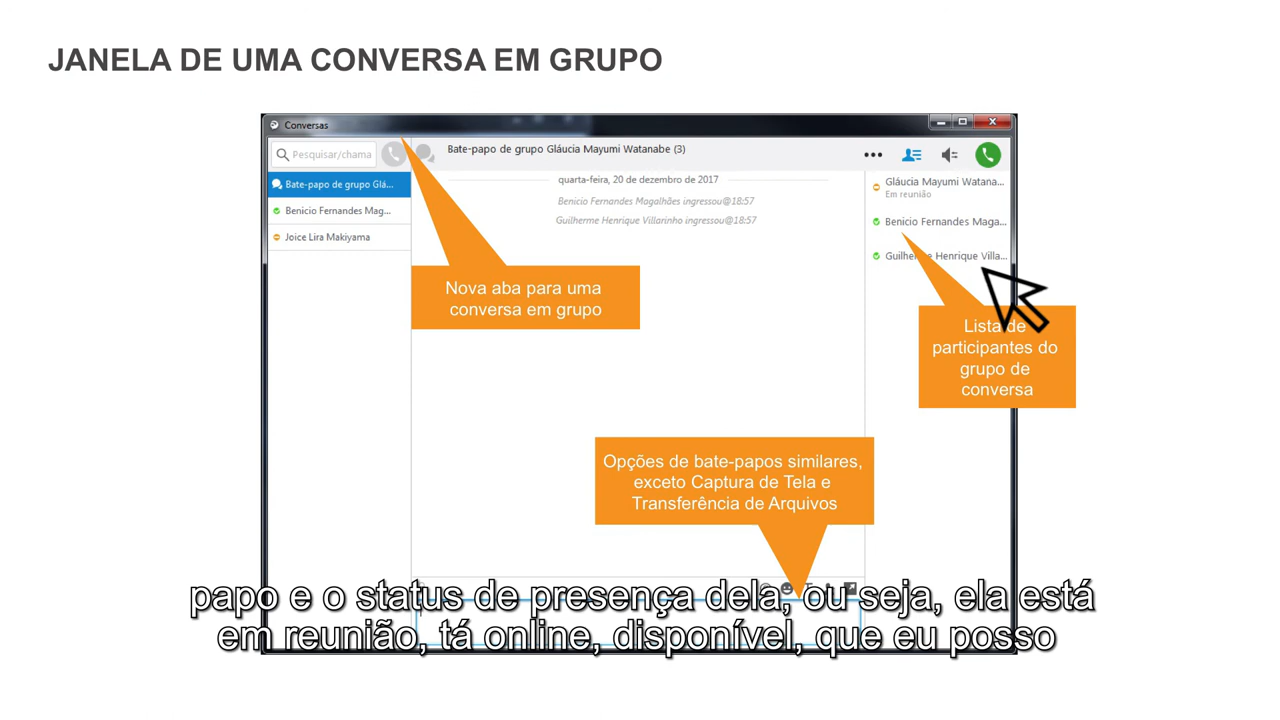 JANELA DE UMA CONVERSA EM GRUPO
Conversas
Pesquisar/chama
Bate-papo de grupo Gláucia Mayumi Watanabe (3)
Bate-papo de grupo Glá...
Benicio Fernandes Mag...
Joice Lira Makiyama
quarta-feira, 20 de dezembro de 2017
Benicio Fernandes Magalhães ingressou@18:57
Guilherme Henrique Villarinho ingressou@18:57
Gláucia Mayumi Watana...
Em reunião
Benicio Fernandes Maga...
Guilherme Henrique Villa...
Nova aba para uma
conversa em grupo
Lista de
participantes do
grupo de
conversa
Opções de bate-papos similares,
exceto Captura de Tela e
Transferência de Arquivos
papo e o status de presença dela, ou seja, ela está
em reunião, tá online, disponível, que eu posso